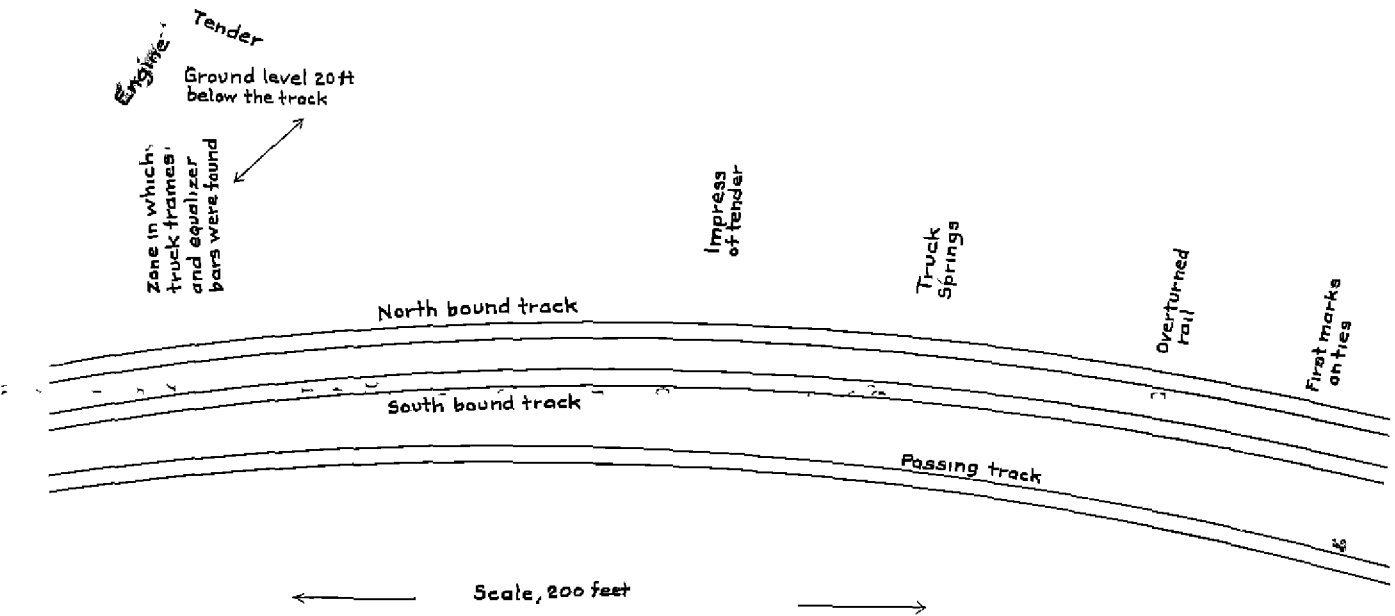 Tender
Engine
Ground level 20ft
below the track
Zone in which
truck frames
and equalizer
bars were found
Impress
of tender
Truck
Springs
Overturned
rail
First marks
on ties
North bound track
South bound track
Passing track
Scale, 200 feet